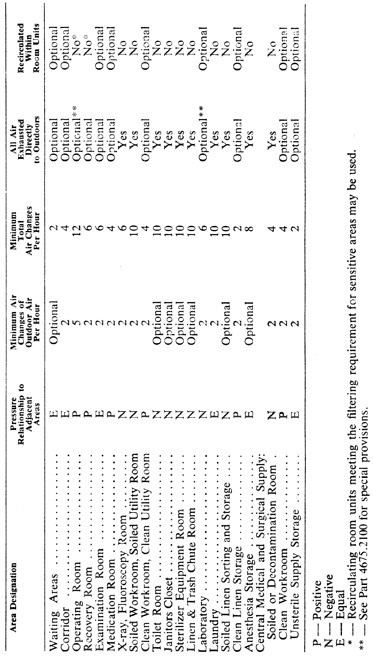 Area Designation Pressure Relationship to Adjacent Areas Minimum Air Changes of Outdoor Air Per Hour Minimum Total Air Changes Per Hour All Air Exhausted Directly to Outdoors Recirculated Within Room Units
Waiting Areas E Optional 2 Optional Optional
Corridor E 2 4 Optional Optional
Operating Room P 5 12 Optional** No*
Recovery Room P 2 6 Optional No*
Examination Room E 2 6 Optional Optional
Medication Room P 2 4 Optional Optional
X-ray, Fluoroscopy Room N 2 6 Yes No
Soiled Workroom, Soiled Utility Room N 2 10 Yes No
Clean Workroom, Clean Utility Room P 2 4 Optional Optional
Toilet Room N Optional 10 Yes No
Janitors Closet N Optional 10 Yes No
Sterilizer Equipment Room N Optional 10 Yes No
Linen & Trash Chute Room N Optional 10 Yes No
Laboratory N 2 6 Optional** Optional
Laundry E 2 10 Yes No
Soiled Linen Sorting and Storage N Optional 10 Yes No
Clean Linen Storage P 2 2 Optional Optional
Anesthesia Storage E Optional 8 Yes No
Central Medical and Surgical Supply:
Soiled or Decontamination Room N 2 4 Yes No
Clean Workroom P 2 4 Optional Optional
Unsterile Supply Storage E 2 2 Optional Optional
P — Positive
N — Negative
E — Equal
* — Recirculating room units meeting the filtering requirement for sensitive areas may be used.
** — See Part 4675.2100 for special provisions.